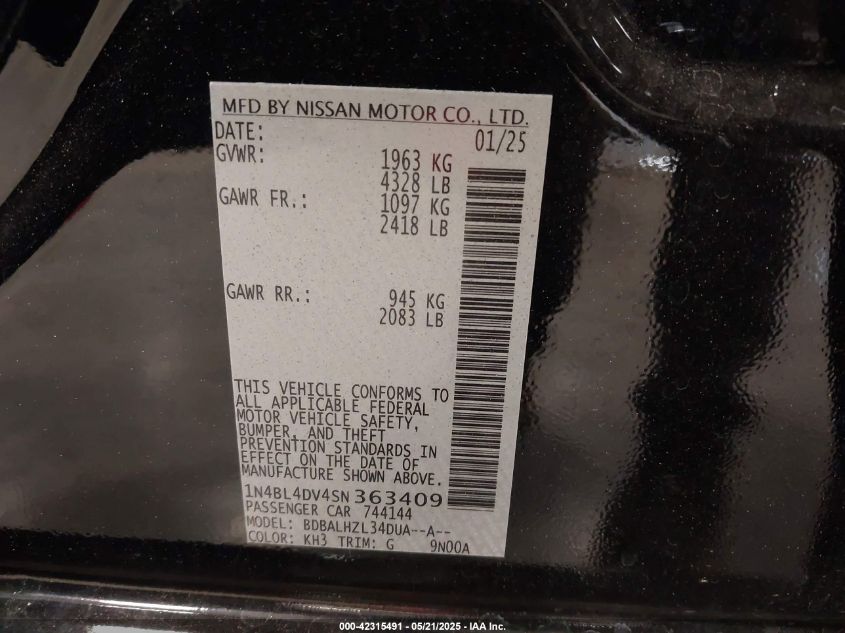 MFD BY NISSAN MOTOR CO., LTD.
DATE: 01/25
GVWR: 1963 KG
4328 LB
GAWR FR.: 1097 KG
2418 LB
GAWR RR.: 945 KG
2083 LB
THIS VEHICLE CONFORMS TO
ALL APPLICABLE FEDERAL
MOTOR VEHICLE SAFETY,
BUMPER, AND THEFT
PREVENTION STANDARDS IN
EFFECT ON THE DATE OF
MANUFACTURE SHOWN ABOVE.
1N4BL4DV4SN363409
PASSENGER CAR 744144
MODEL: BDBALHZL34DUA--A--
COLOR: KH3 TRIM: G 9N00A
000-42315491 - 05/21/2025 - IAA Inc.